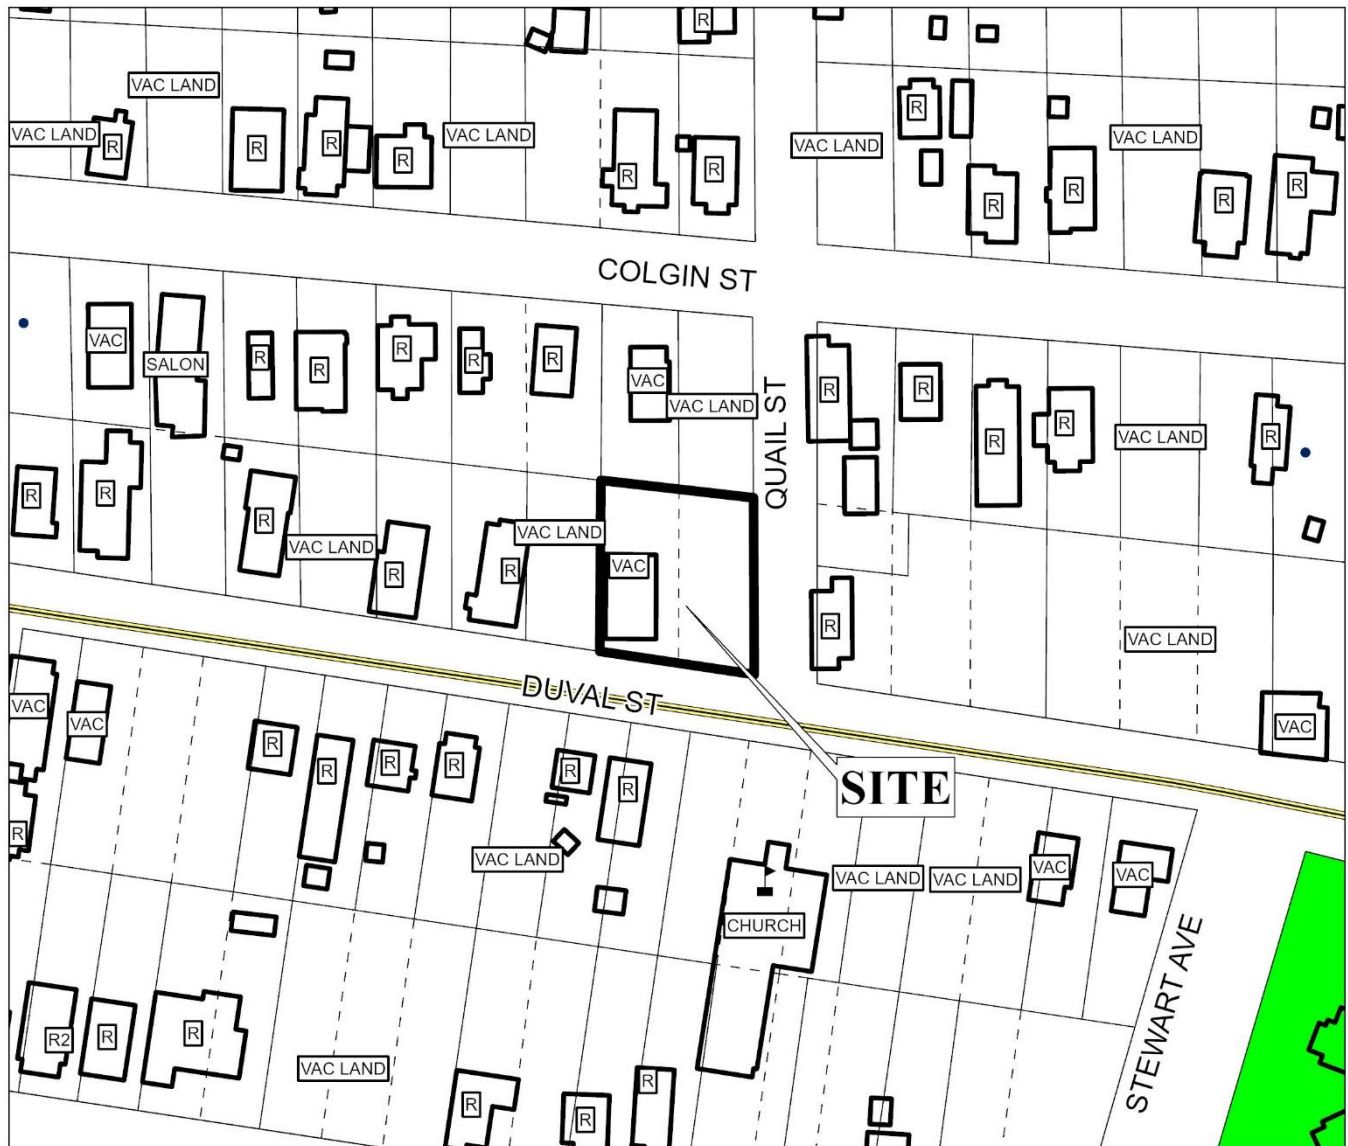 R
VAC LAND
R
VAC LAND
R
R
R
R
VAC LAND
R
R
VAC LAND
R
VAC LAND
R
R
R
R
COLGIN ST
VAC
SALON
R
R
R
R
R
VAC
VAC LAND
QUAIL ST
R
R
R
R
VAC LAND
R
R
R
R
VAC LAND
R
R
VAC LAND
VAC
R
VAC LAND
DUVAL ST
VAC
VAC
R
R
R
R
R
R
R
SITE
VAC
VAC LAND
VAC LAND
VAC LAND
VAC
VAC
CHURCH
STEWART AVE
R2
R
R
VAC LAND
R
R
R